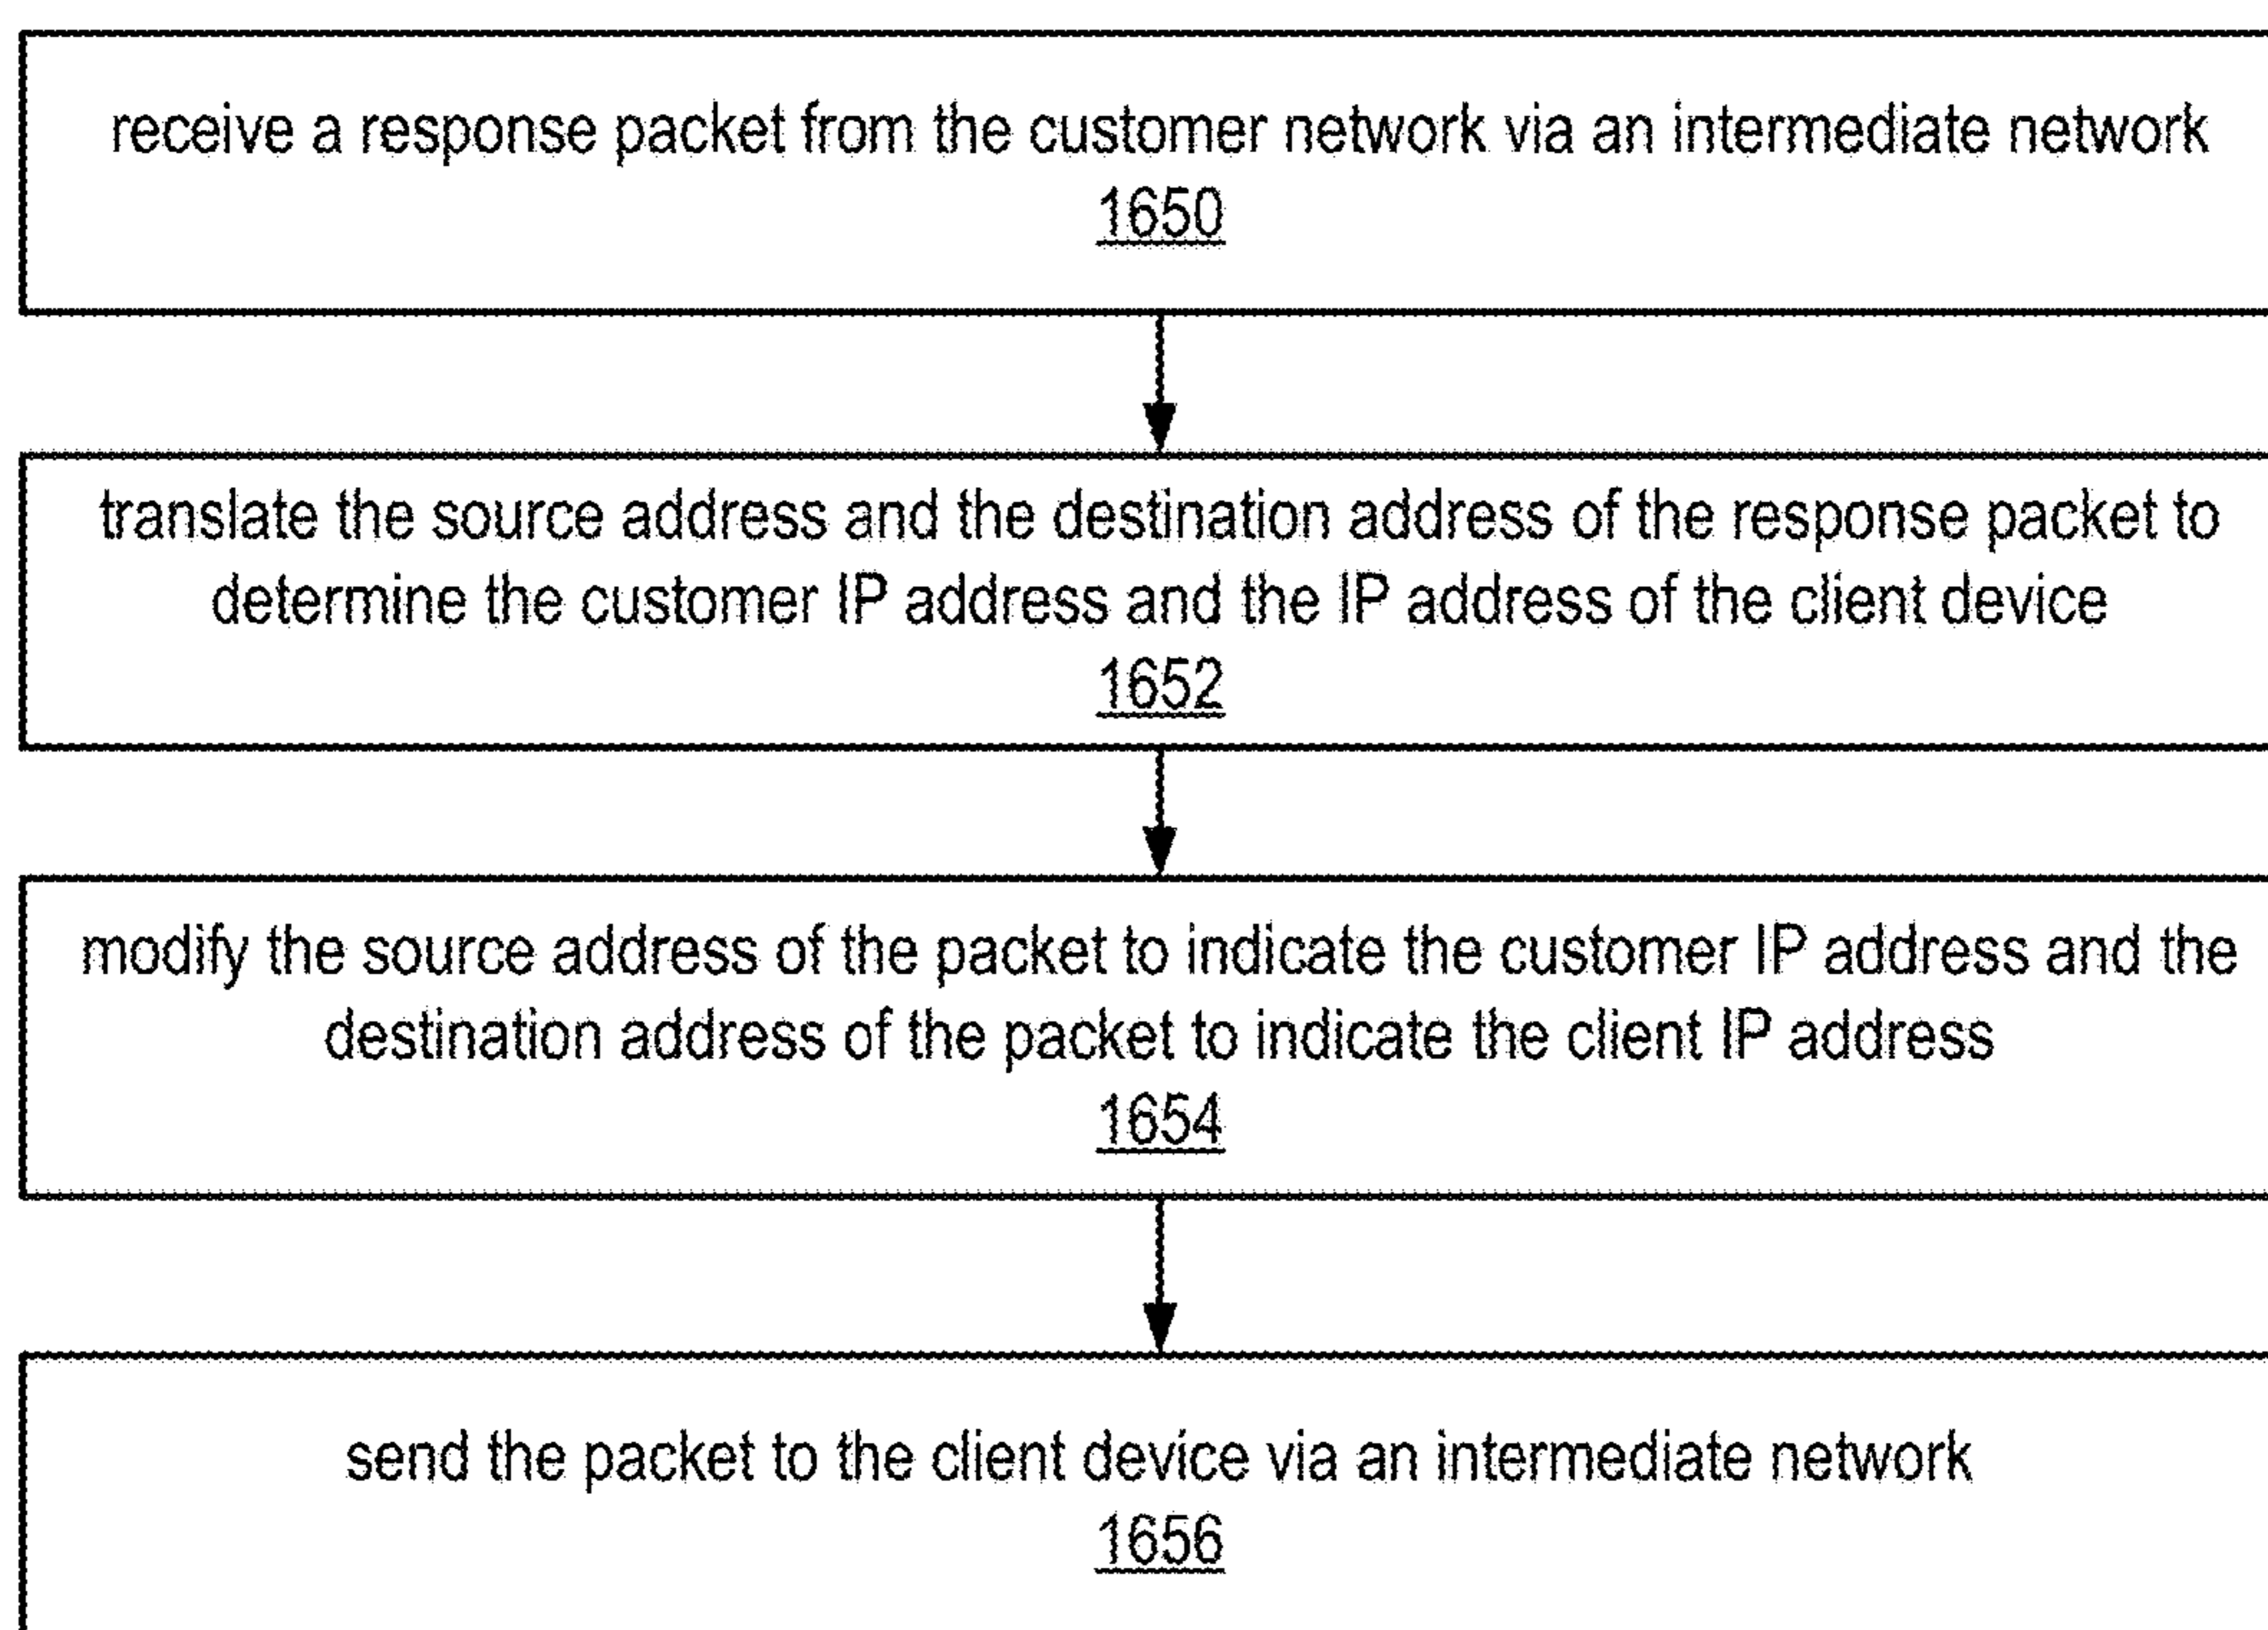 receive a response packet from the customer network via an intermediate network
1650
translate the source address and the destination address of the response packet to
determine the customer IP address and the IP address of the client device
1652
modify the source address of the packet to indicate the customer IP address and the
destination address of the packet to indicate the client IP address
1654
send the packet to the client device via an intermediate network
1656